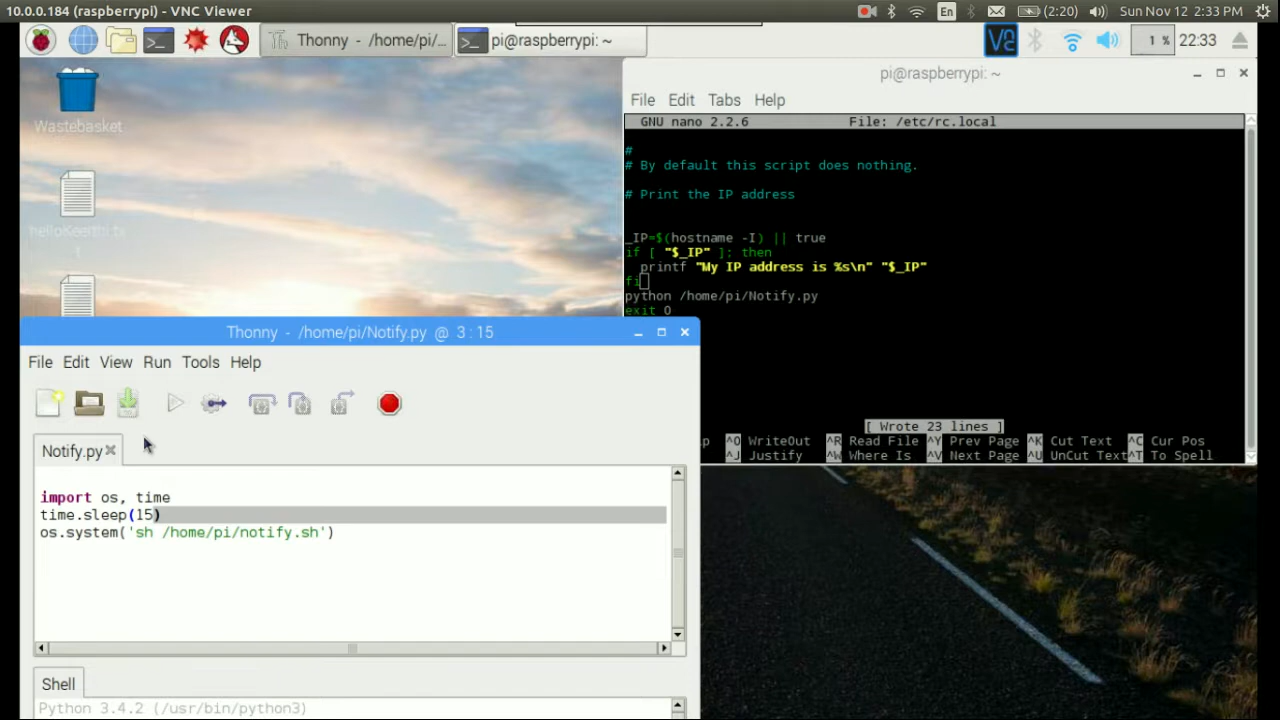 10.0.0.184 (raspberrypi) - VNC Viewer
En
(2:20)
Sun Nov 12 2:33 PM
Thonny - /home/pi/...
pi@raspberrypi: ~
1 %
22:33
Wastebasket
pi@raspberrypi: ~
File Edit Tabs Help
GNU nano 2.2.6 File: /etc/rc.local
#
# By default this script does nothing.
# Print the IP address
_IP=$(hostname -I) || true
if [ "$_IP" ]; then
printf "My IP address is %s\n" "$_IP"
fi
python /home/pi/Notify.py
exit 0
[ Wrote 23 lines ]
p ^O WriteOut ^R Read File ^Y Prev Page ^K Cut Text ^C Cur Pos
^J Justify ^W Where Is ^V Next Page ^U UnCut Text ^T To Spell
Thonny - /home/pi/Notify.py @ 3 : 15
File Edit View Run Tools Help
Notify.py
import os, time
time.sleep(15)
os.system('sh /home/pi/notify.sh')
Shell
Python 3.4.2 (/usr/bin/python3)